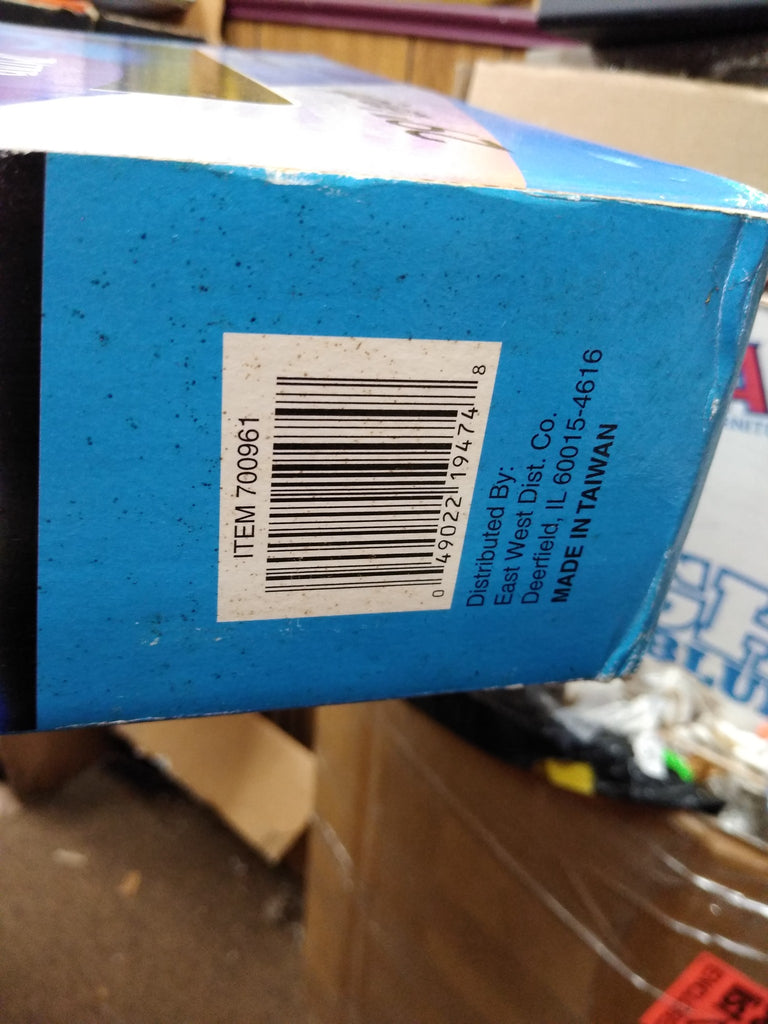 ITEM 700961
0 49022 19474 8
Distributed By:
East West Dist. Co.
Deerfield, IL 60015-4616
MADE IN TAIWAN